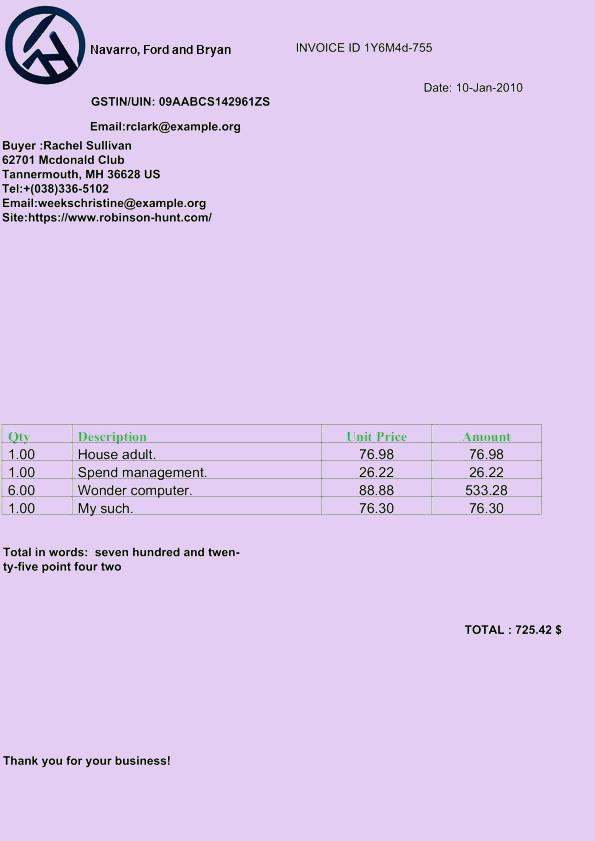 Navarro, Ford and Bryan
INVOICE ID 1Y6M4d-755
Date: 10-Jan-2010
GSTIN/UIN: 09AABCS142961ZS
Email:rclark@example.org
Buyer :Rachel Sullivan
62701 Mcdonald Club
Tannermouth, MH 36628 US
Tel:+(038)336-5102
Email:weekschristine@example.org
Site:https://www.robinson-hunt.com/
Qty Description Unit Price Amount
1.00 House adult. 76.98 76.98
1.00 Spend management. 26.22 26.22
6.00 Wonder computer. 88.88 533.28
1.00 My such. 76.30 76.30
Total in words: seven hundred and twen-
ty-five point four two
TOTAL : 725.42 $
Thank you for your business!